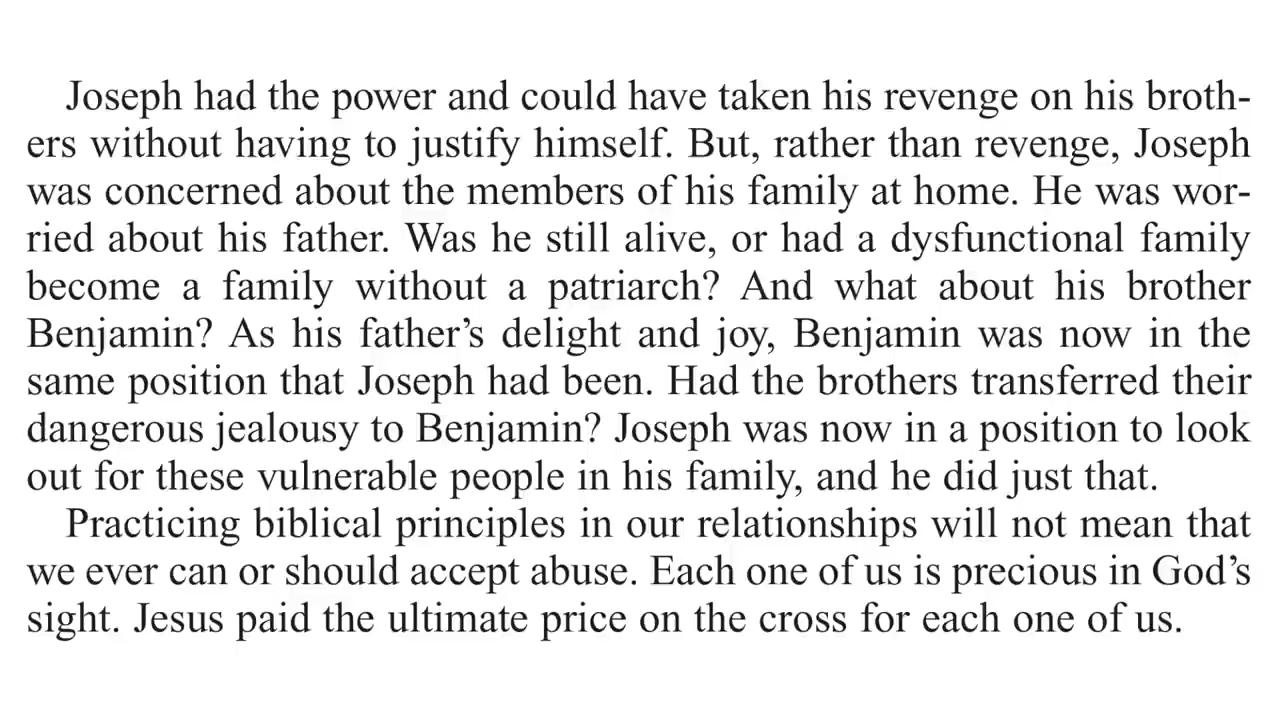 Joseph had the power and could have taken his revenge on his broth-
ers without having to justify himself. But, rather than revenge, Joseph
was concerned about the members of his family at home. He was wor-
ried about his father. Was he still alive, or had a dysfunctional family
become a family without a patriarch? And what about his brother
Benjamin? As his father’s delight and joy, Benjamin was now in the
same position that Joseph had been. Had the brothers transferred their
dangerous jealousy to Benjamin? Joseph was now in a position to look
out for these vulnerable people in his family, and he did just that.
Practicing biblical principles in our relationships will not mean that
we ever can or should accept abuse. Each one of us is precious in God’s
sight. Jesus paid the ultimate price on the cross for each one of us.